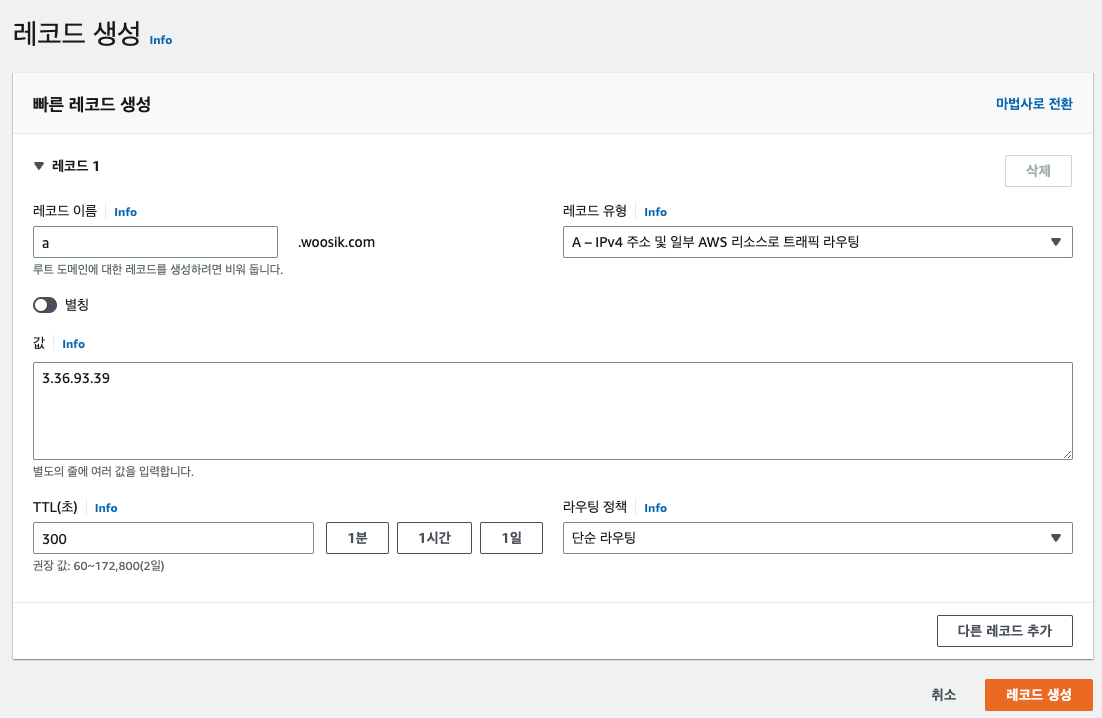 레코드 생성 Info
빠른 레코드 생성 마법사로 전환
레코드 1 삭제
레코드 이름 Info 레코드 유형 Info
a .woosik.com A – IPv4 주소 및 일부 AWS 리소스로 트래픽 라우팅
루트 도메인에 대한 레코드를 생성하려면 비워 둡니다.
별칭
값 Info
3.36.93.39
별도의 줄에 여러 값을 입력합니다.
TTL(초) Info 라우팅 정책 Info
300 1분 1시간 1일 단순 라우팅
권장 값: 60~172,800(2일)
다른 레코드 추가
취소 레코드 생성